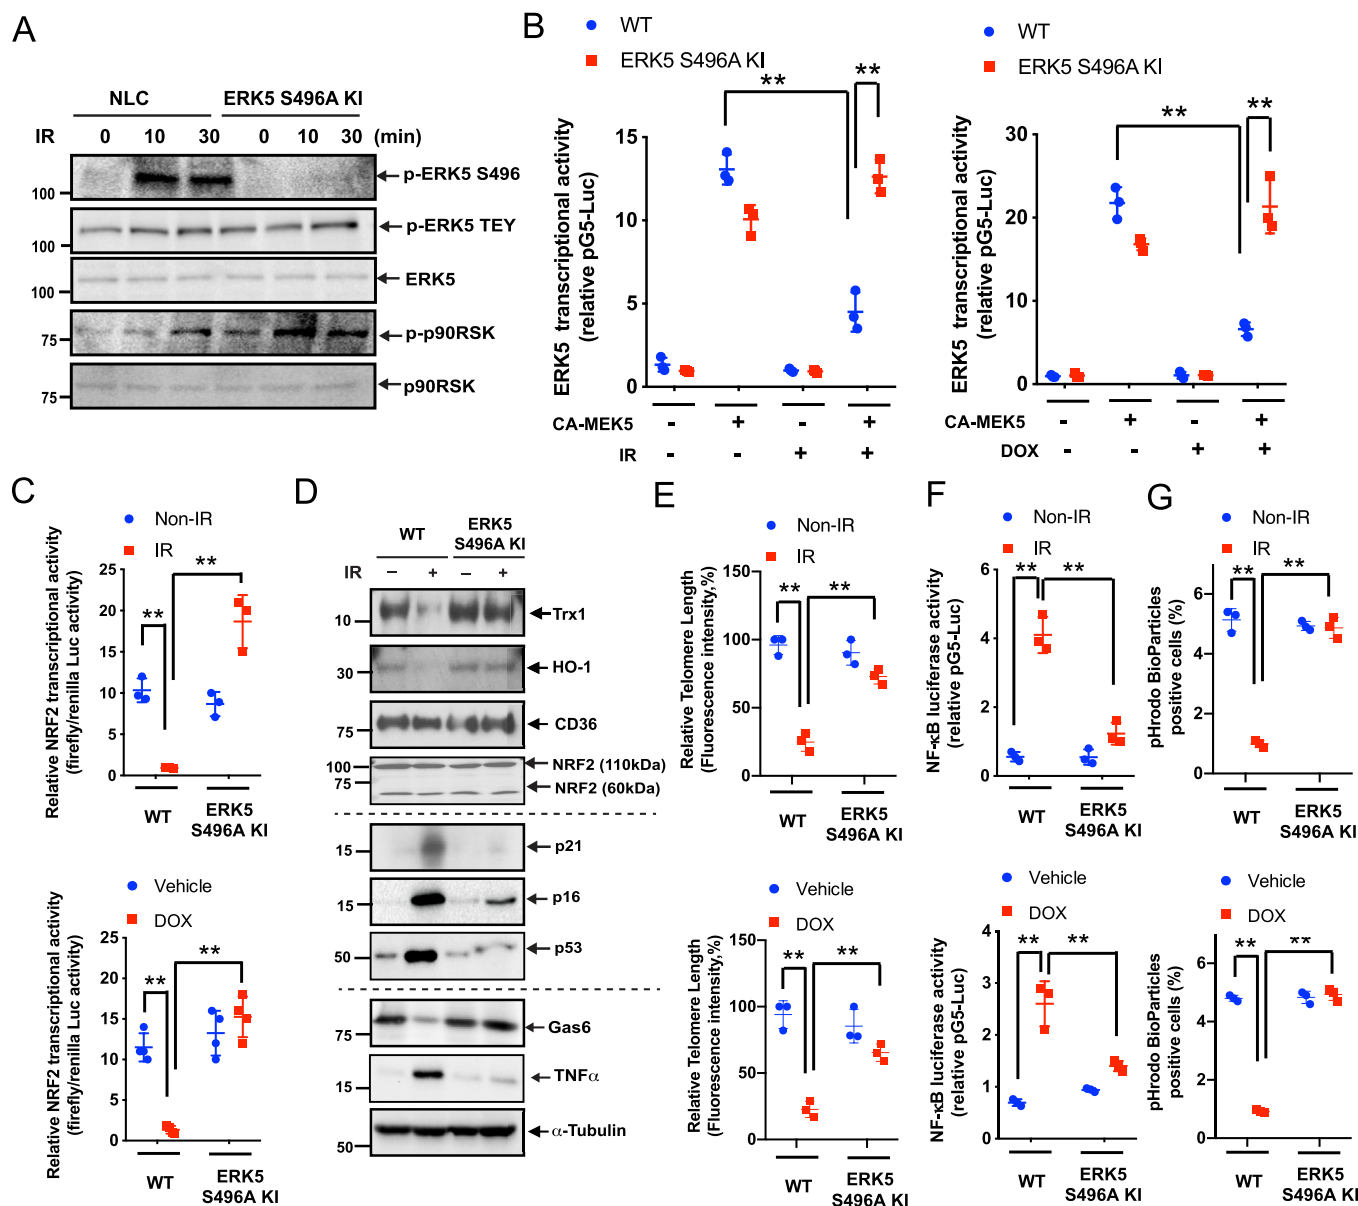 A
NLC
ERK5 S496A KI
IR 0 10 30 0 10 30 (min)
100
p-ERK5 S496
100
p-ERK5 TEY
100
ERK5
75
p-p90RSK
75
p90RSK
B
WT
ERK5 S496A KI
**
**
ERK5 transcriptional activity
(relative pG5-Luc)
15
10
5
0
CA-MEK5 - + - +
IR - - + +
WT
ERK5 S496A KI
**
**
ERK5 transcriptional activity
(relative pG5-Luc)
30
20
10
0
CA-MEK5 - + - +
DOX - - + +
C
Non-IR
IR
**
**
Relative NRF2 transcriptional activity
(firefly/renilla Luc activity)
25
20
15
10
5
0
WT
ERK5
S496A KI
Vehicle
DOX
**
**
Relative NRF2 transcriptional activity
(firefly/renilla Luc activity)
25
20
15
10
5
0
WT
ERK5
S496A KI
D
WT
ERK5
S496A KI
IR – + – +
10
Trx1
30
HO-1
75
CD36
100
NRF2 (110kDa)
75
NRF2 (60kDa)
15
p21
15
p16
50
p53
75
Gas6
15
TNFα
50
α-Tubulin
E
Non-IR
IR
**
**
Relative Telomere Length
(Fluorescence intensity,%)
150
100
50
0
WT
ERK5
S496A KI
Vehicle
DOX
**
**
Relative Telomere Length
(Fluorescence intensity,%)
150
100
50
0
WT
ERK5
S496A KI
F
Non-IR
IR
**
**
NF-κB luciferase activity
(relative pG5-Luc)
6
4
2
0
WT
ERK5
S496A KI
Vehicle
DOX
**
**
NF-κB luciferase activity
(relative pG5-Luc)
4
3
2
1
0
WT
ERK5
S496A KI
G
Non-IR
IR
**
**
pHrodo BioParticles
positive cells (%)
6
4
2
0
WT
ERK5
S496A KI
Vehicle
DOX
**
**
pHrodo BioParticles
positive cells (%)
6
4
2
0
WT
ERK5
S496A KI